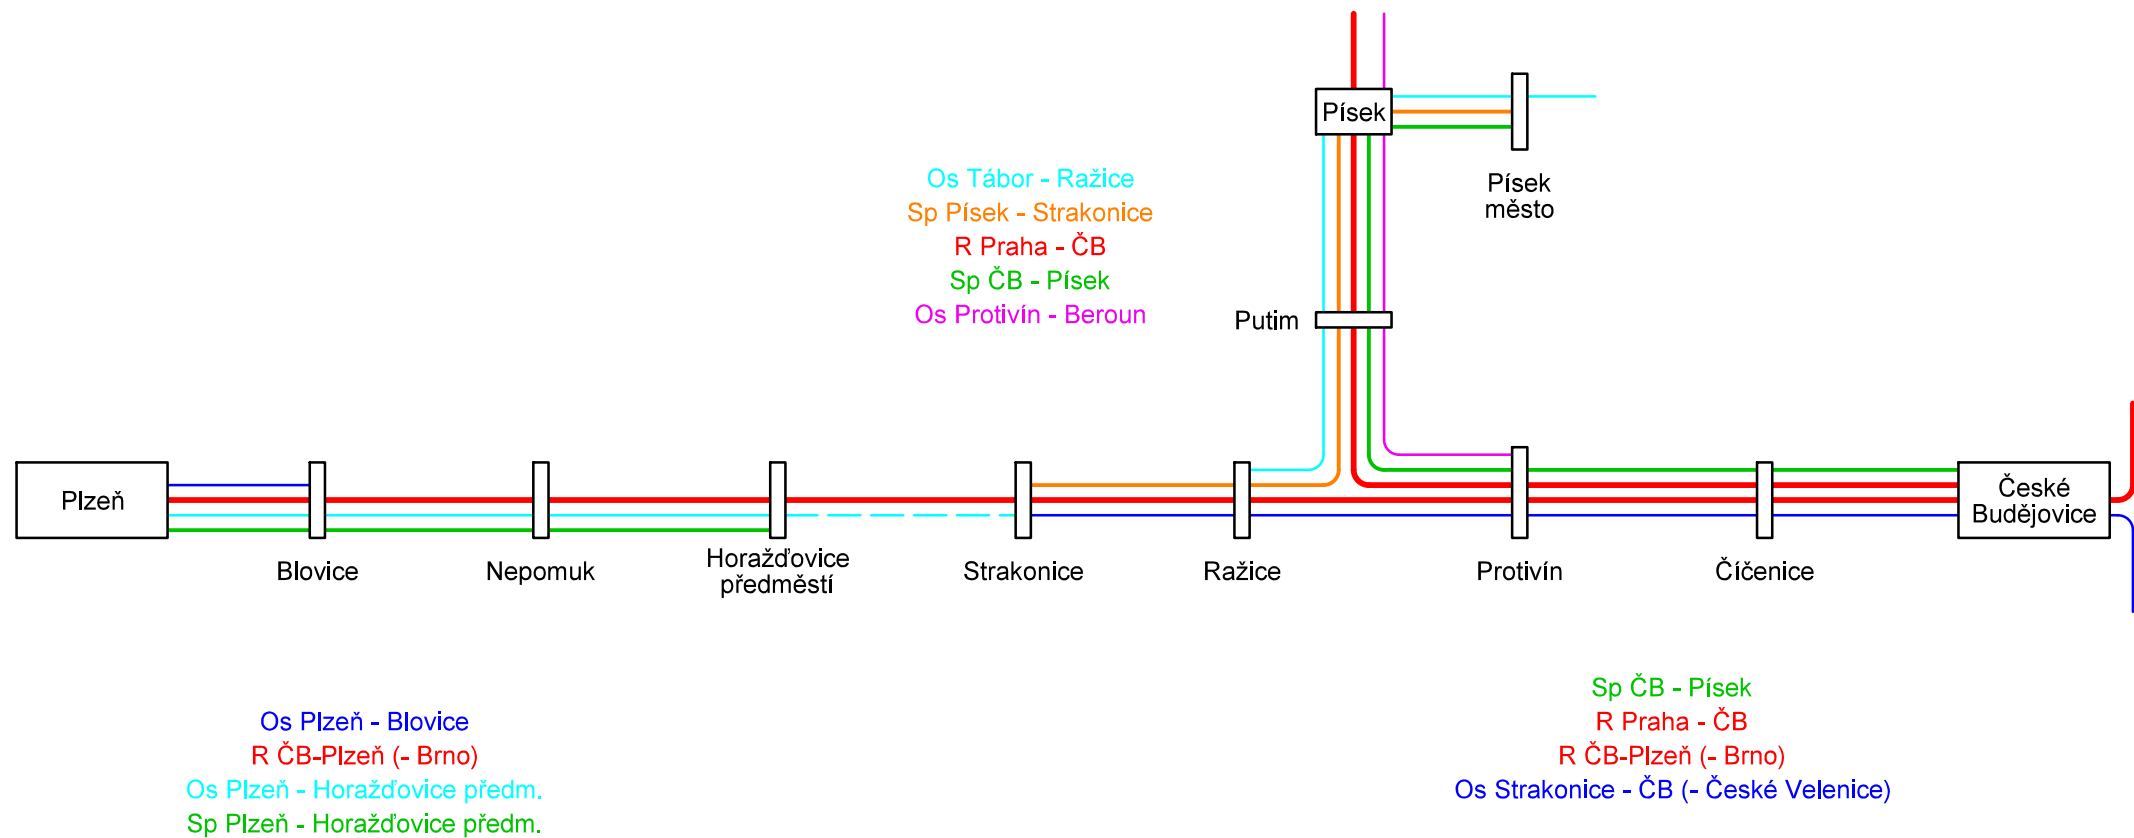 Písek
Písek
město
Os Tábor - Ražice
Sp Písek - Strakonice
R Praha - ČB
Sp ČB - Písek
Os Protivín - Beroun
Putim
Plzeň
České
Budějovice
Blovice
Nepomuk
Horažďovice
předměstí
Strakonice
Ražice
Protivín
Číčenice
Os Plzeň - Blovice
R ČB-Plzeň (- Brno)
Os Plzeň - Horažďovice předm.
Sp Plzeň - Horažďovice předm.
Sp ČB - Písek
R Praha - ČB
R ČB-Plzeň (- Brno)
Os Strakonice - ČB (- České Velenice)